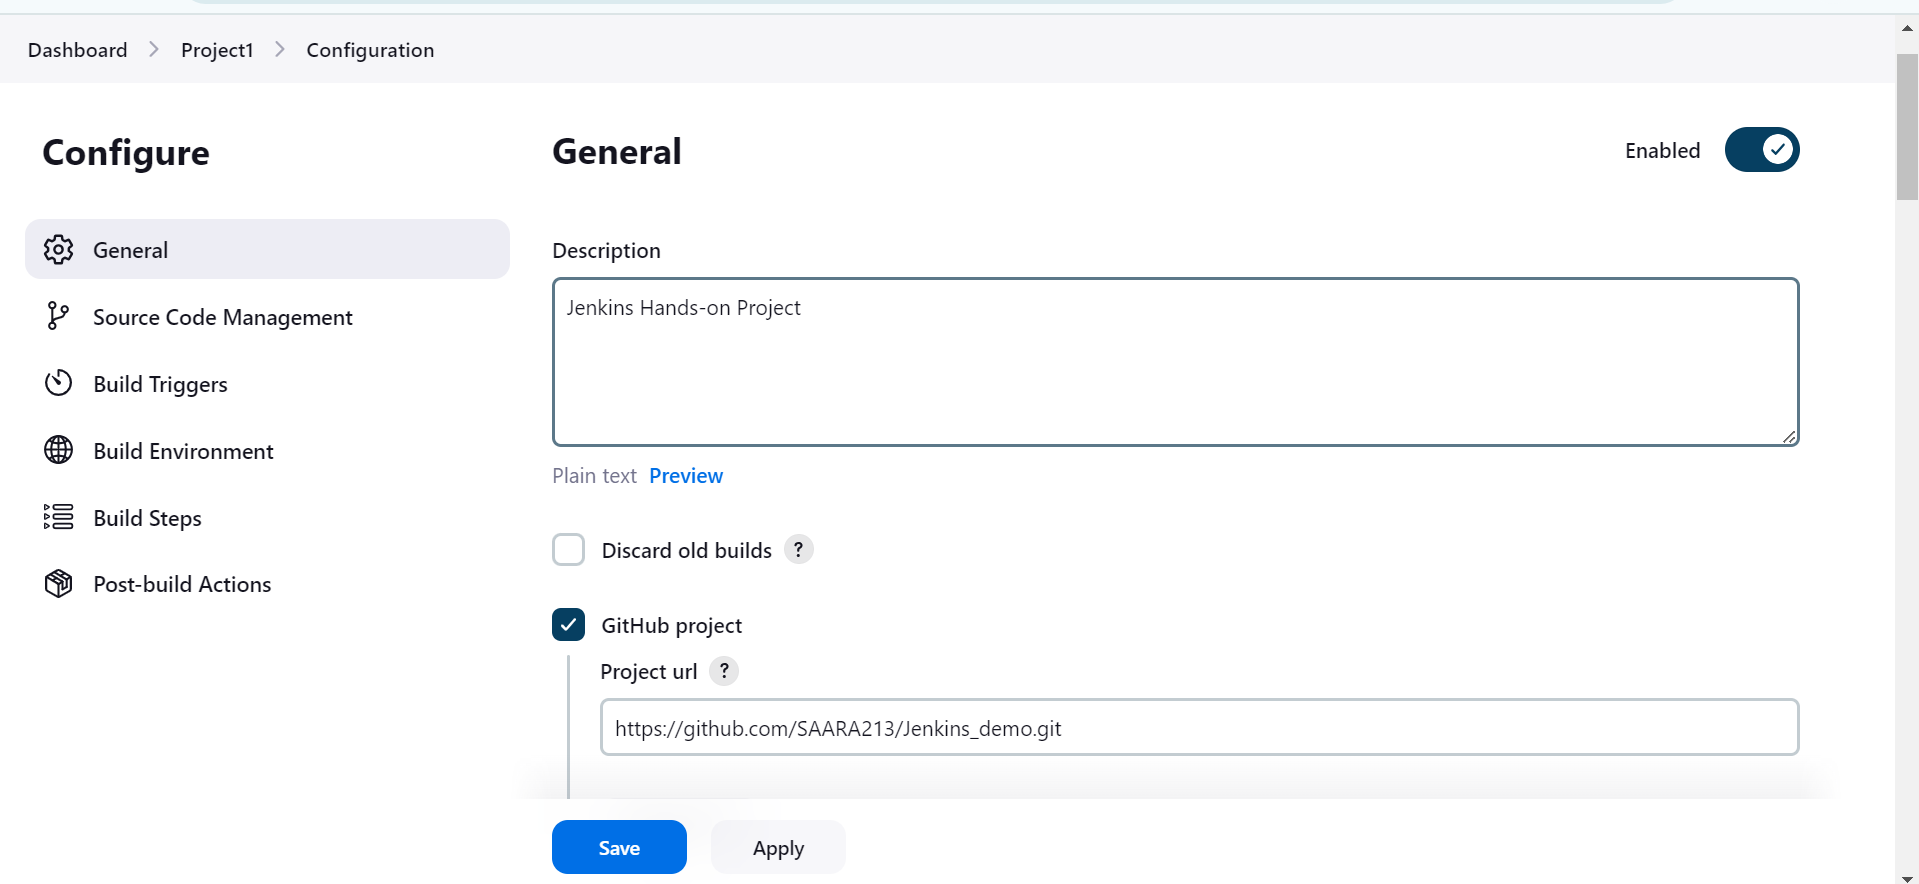 Dashboard > Project1 > Configuration
Configure
General
Source Code Management
Build Triggers
Build Environment
Build Steps
Post-build Actions
General
Enabled
Description
Jenkins Hands-on Project
Plain text Preview
Discard old builds ?
GitHub project
Project url ?
https://github.com/SAARA213/Jenkins_demo.git
Save Apply